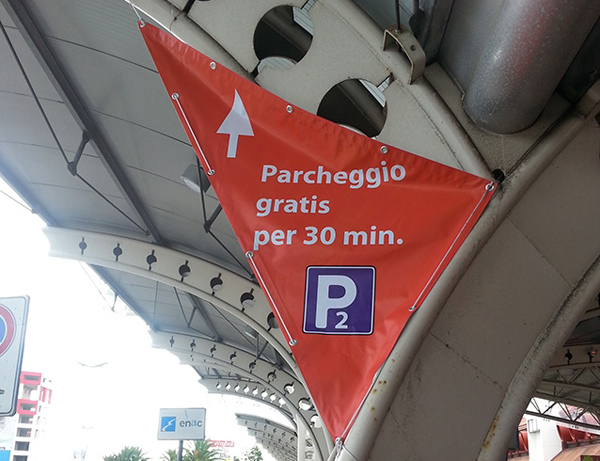 Parcheggio
gratis
per 30 min.
P2
enac